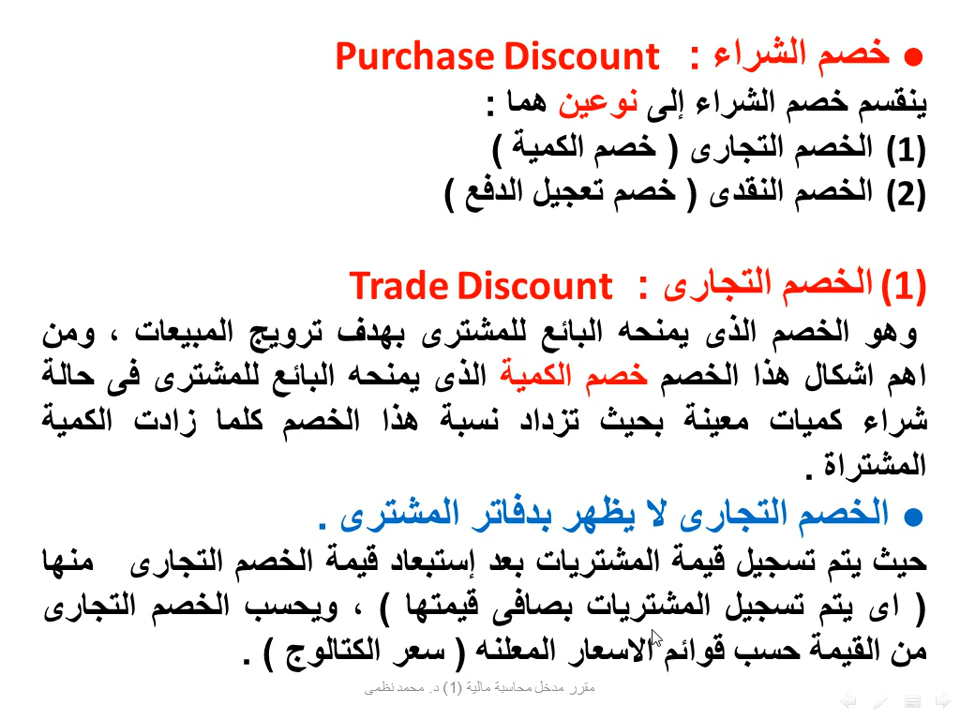 ● خصم الشراء : Purchase Discount
ينقسم خصم الشراء إلى نوعين هما :
(1) الخصم التجارى ( خصم الكمية )
(2) الخصم النقدى ( خصم تعجيل الدفع )
(1) الخصم التجارى : Trade Discount
وهو الخصم الذى يمنحه البائع للمشترى بهدف ترويج المبيعات ، ومن
اهم اشكال هذا الخصم خصم الكمية الذى يمنحه البائع للمشترى فى حالة
شراء كميات معينة بحيث تزداد نسبة هذا الخصم كلما زادت الكمية
المشتراة .
● الخصم التجارى لا يظهر بدفاتر المشترى .
حيث يتم تسجيل قيمة المشتريات بعد إستبعاد قيمة الخصم التجارى منها
( اى يتم تسجيل المشتريات بصافى قيمتها ) ، ويحسب الخصم التجارى
من القيمة حسب قوائم الاسعار المعلنه ( سعر الكتالوج ) .
مقرر مدخل محاسبة مالية (1) د. محمد نظمى